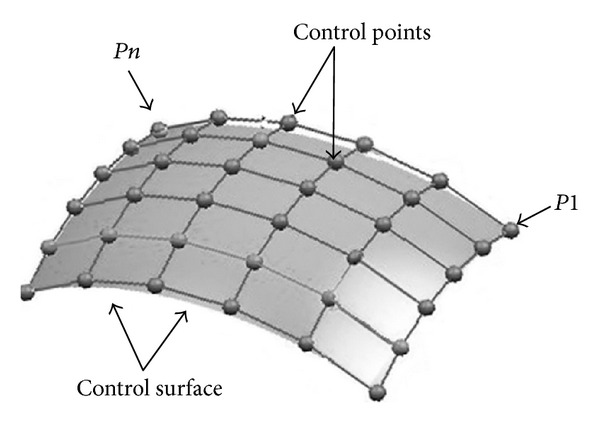 Control points
Pn
P1
Control surface